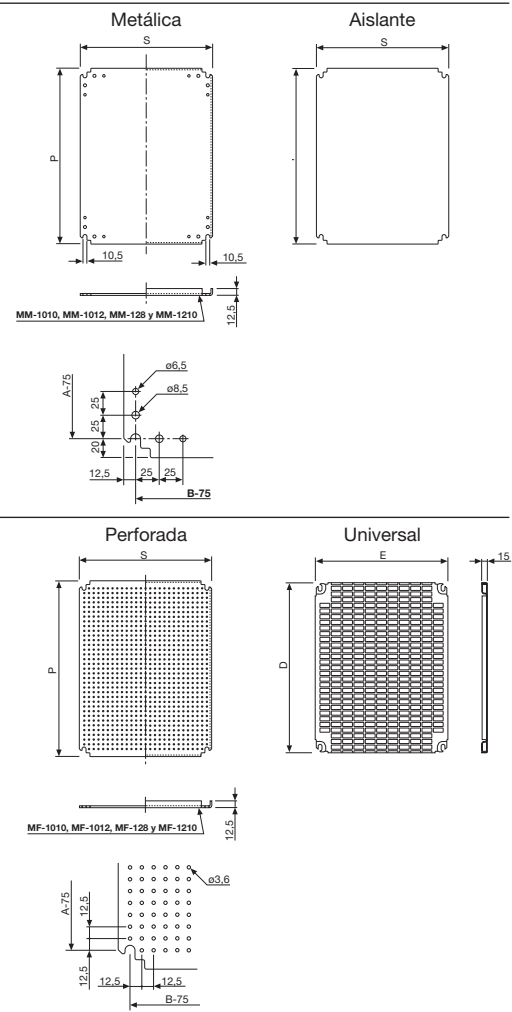 Metálica
Aislante
S
S
P
10,5
10,5
12,5
MM-1010, MM-1012, MM-128 y MM-1210
ø6,5
ø8,5
A-75
25
25
20
12,5
25
25
B-75
Perforada
Universal
S
E
15
P
D
12,5
MF-1010, MF-1012, MF-128 y MF-1210
ø3,6
A-75
12,5
12,5
12,5
12,5
B-75